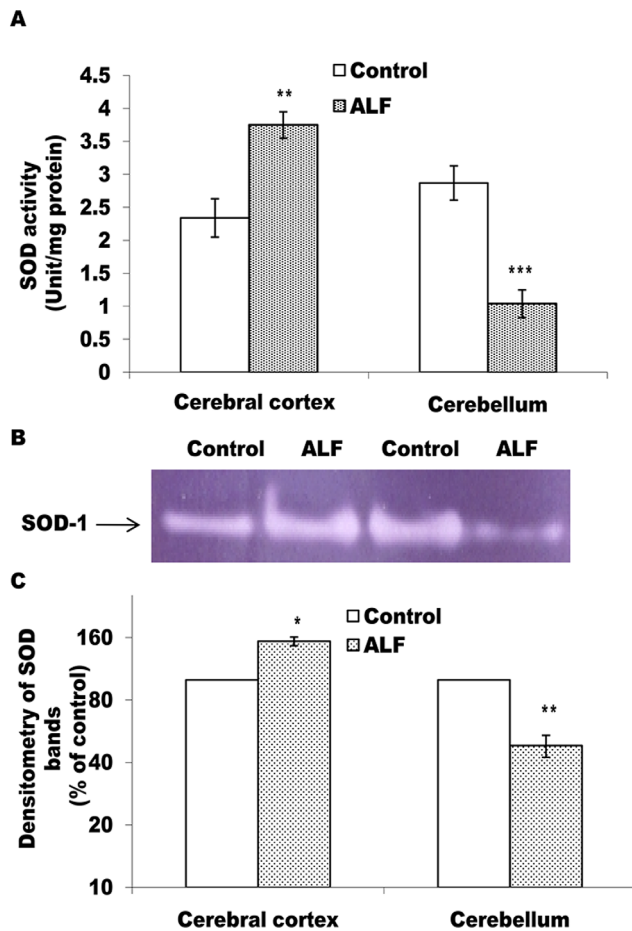 A
4.5
4
3.5
3
2.5
2
1.5
1
0.5
0
SOD activity
(Unit/mg protein)
Control
ALF
**
***
Cerebral cortex
Cerebellum
B
Control ALF Control ALF
SOD-1
C
160
80
40
20
10
Densitometry of SOD
bands
(% of control)
Control
ALF
*
**
Cerebral cortex
Cerebellum